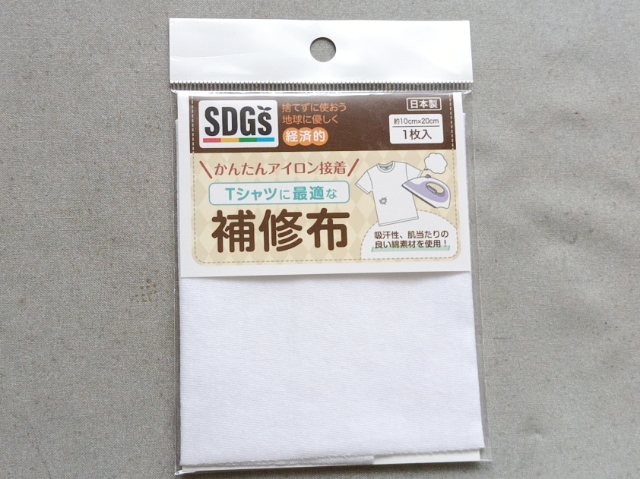 SDGs
捨てずに使おう
地球に優しく
経済的
日本製
約10cm×20cm
1枚入
かんたんアイロン接着
Tシャツに最適な
補修布
吸汗性、肌当たりの
良い綿素材を使用!